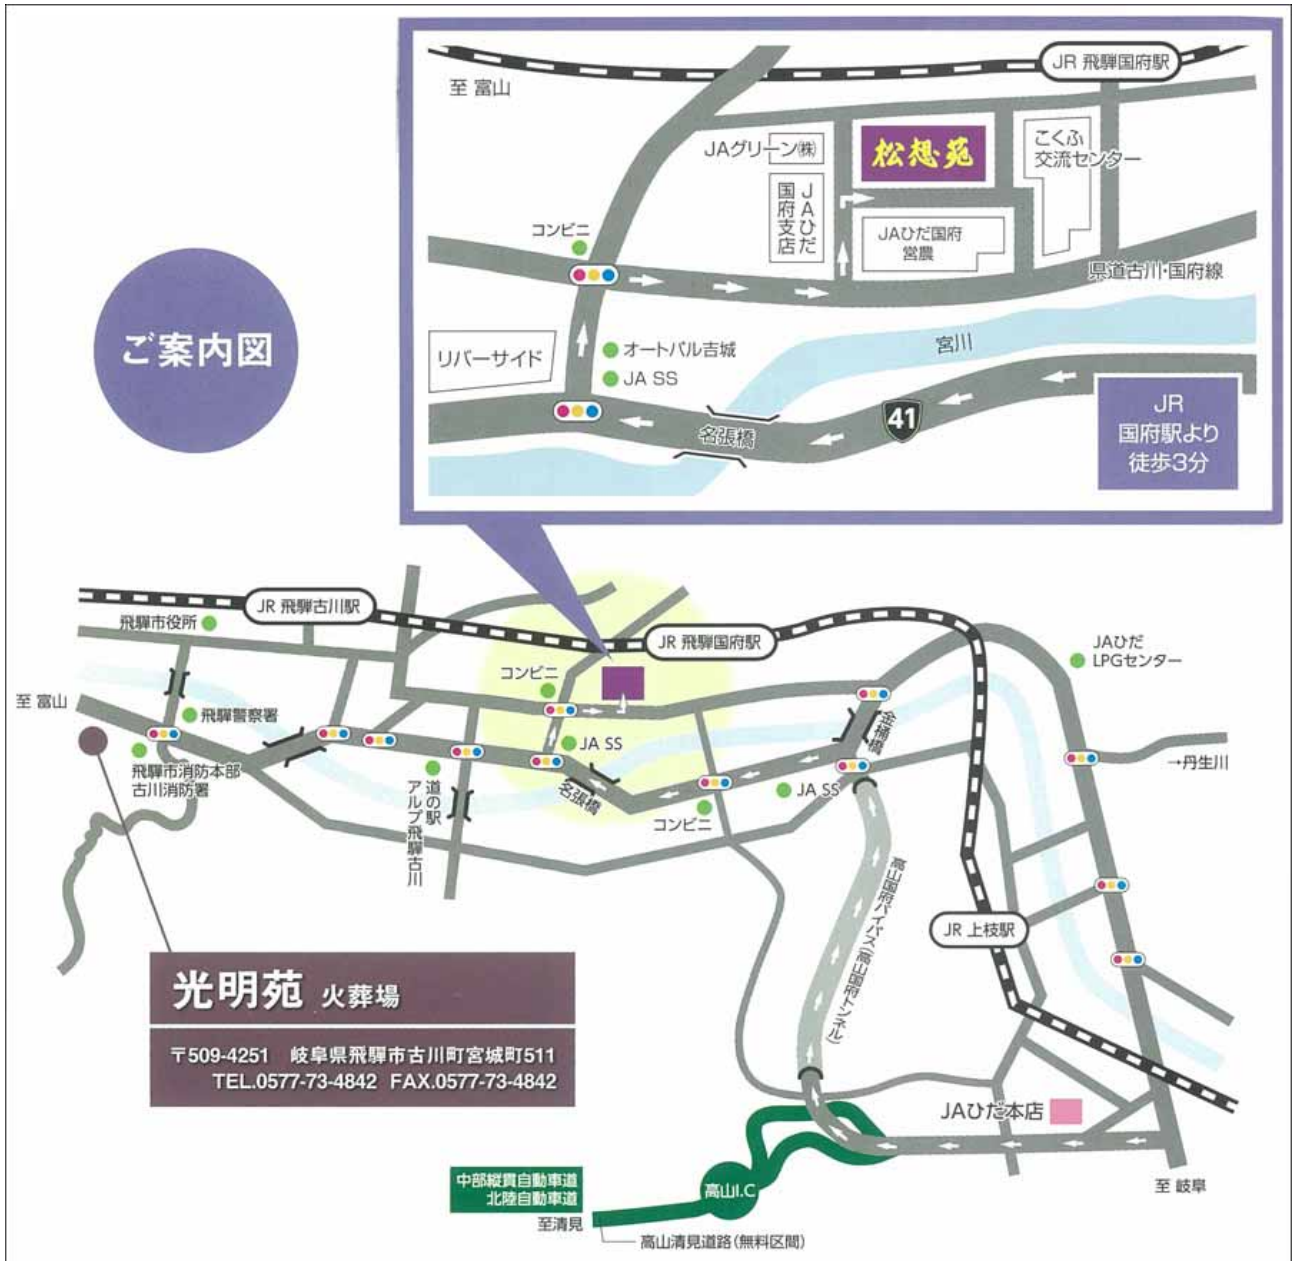 ご案内図
JR 飛騨国府駅
至 富山
JAグリーン㈱
松想苑
こくふ
交流センター
JAひだ
国府支店
JAひだ国府
営農
コンビニ
県道古川・国府線
リバーサイド
オートパル吉城
JA SS
宮川
41
名張橋
JR
国府駅より
徒歩3分
JR 飛騨古川駅
飛騨市役所
JR 飛騨国府駅
JAひだ
LPGセンター
コンビニ
至 富山
飛騨警察署
金桶橋
JA SS
飛騨市消防本部
古川消防署
道の駅
アルプ飛騨古川
名張橋
コンビニ
JA SS
→丹生川
高山国府バイパス(高山国府トンネル)
JR 上枝駅
光明苑 火葬場
〒509-4251 岐阜県飛騨市古川町宮城町511
TEL.0577-73-4842 FAX.0577-73-4842
JAひだ本店
中部縦貫自動車道
北陸自動車道
高山I.C
至 岐阜
至清見
高山清見道路(無料区間)